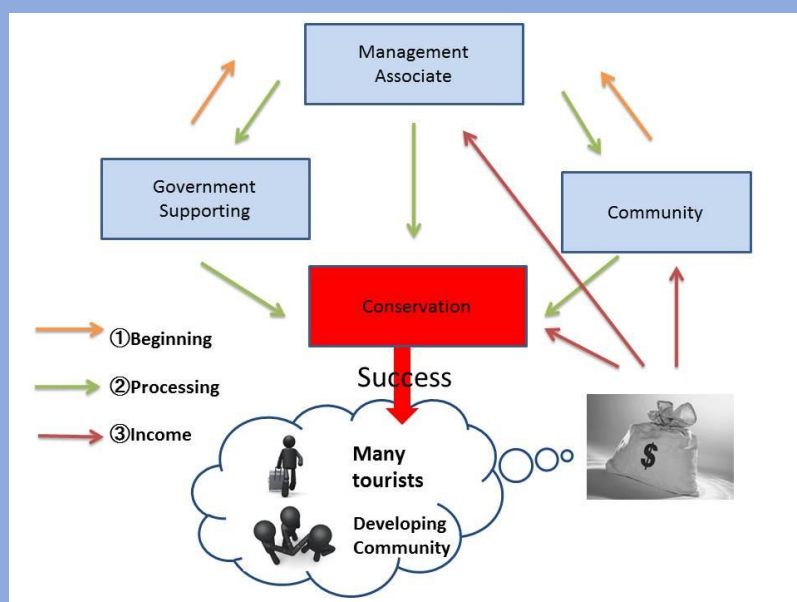 Management
Associate
Government
Supporting
Community
Conservation
①Beginning
②Processing
③Income
Success
Many
tourists
Developing
Community
$